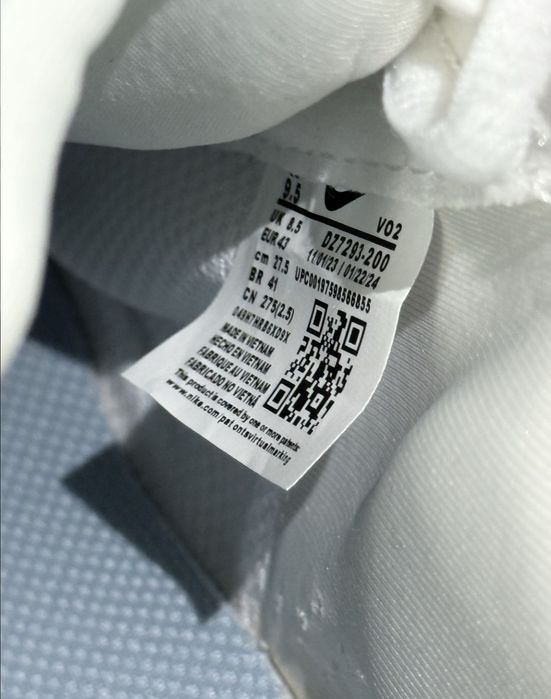 9.5
UK 8.5
EUR 43
cm 27.5
BR 41
CN 275(2.5)
V02
DZ7293-200
11/01/23 / 01/22/24
UPC00197598566855
MADE IN VIETNAM
HECHO EN VIETNAM
FABRIQUE AU VIETNAM
FABRICADO NO VIETNÃ
This product is covered by one or more patents:
www.nike.com/patentsvirtualmarking